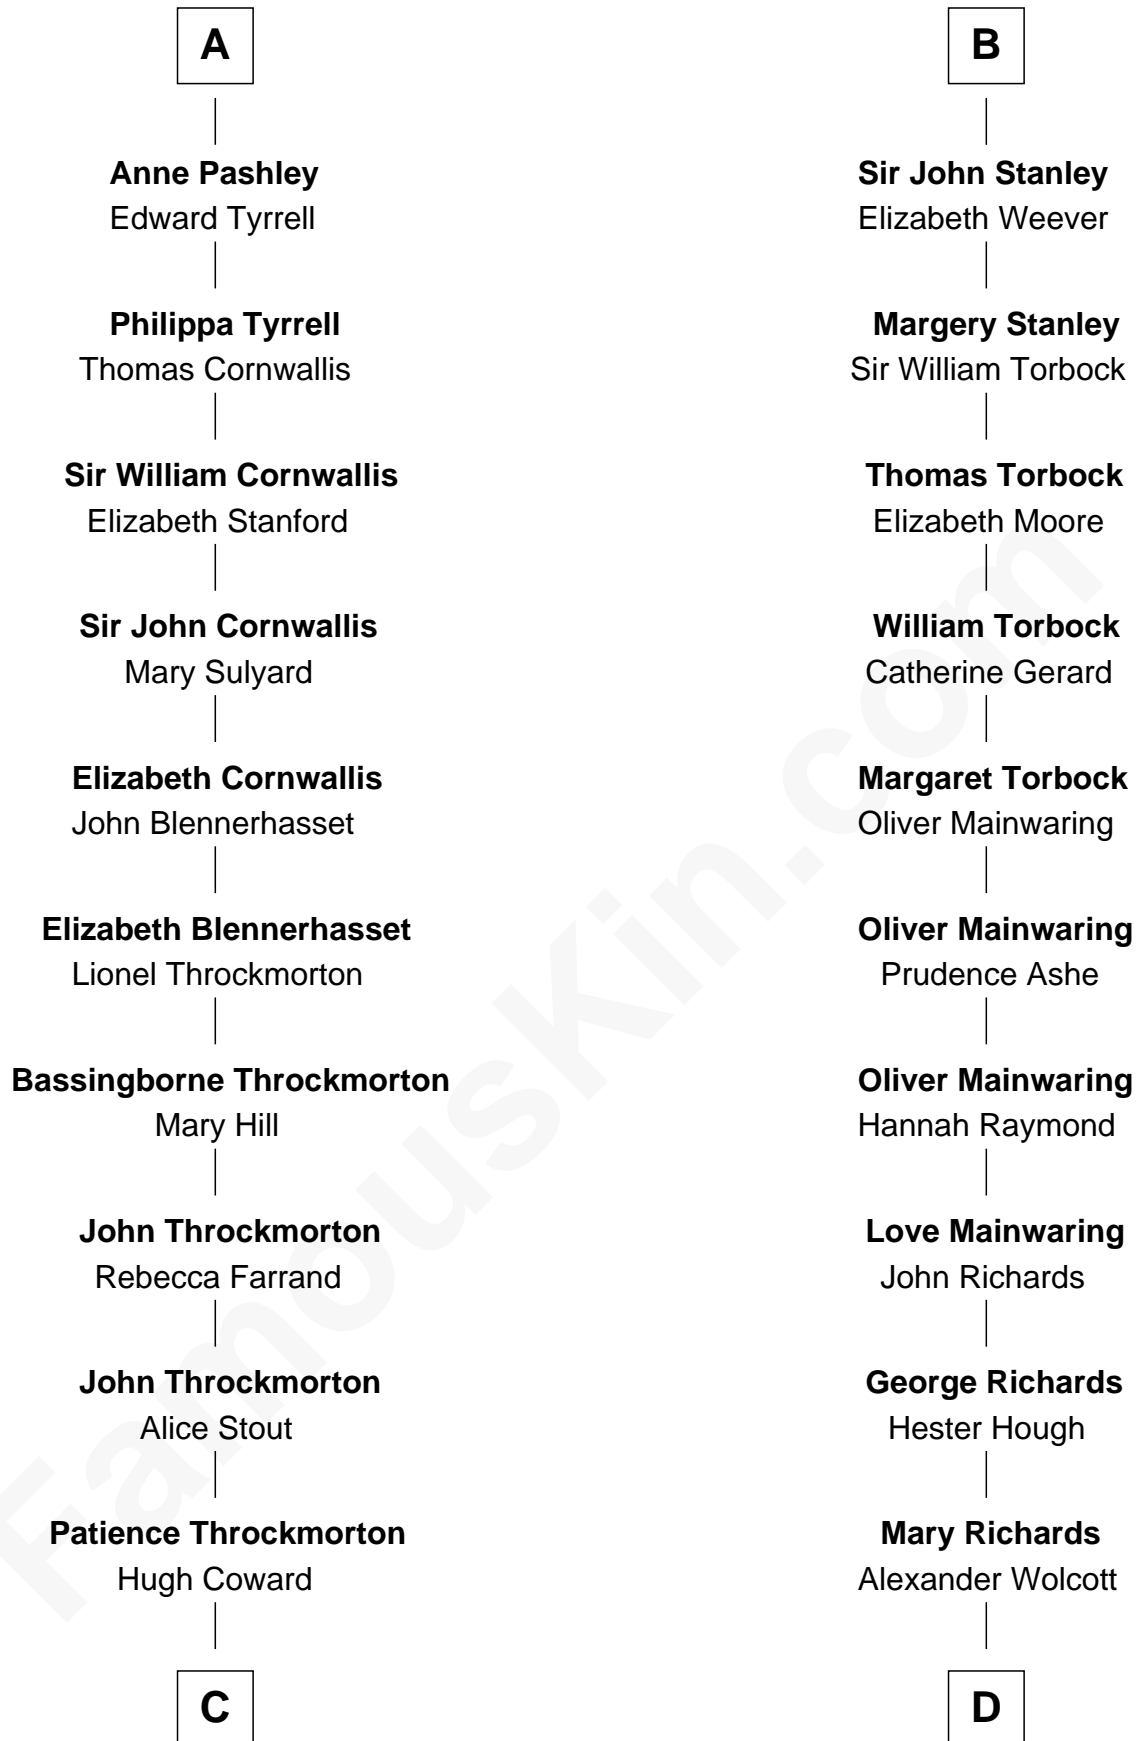 A
Anne Pashley
Edward Tyrrell
Philippa Tyrrell
Thomas Cornwallis
Sir William Cornwallis
Elizabeth Stanford
Sir John Cornwallis
Mary Sulyard
Elizabeth Cornwallis
John Blennerhasset
Elizabeth Blennerhasset
Lionel Throckmorton
Bassingborne Throckmorton
Mary Hill
John Throckmorton
Rebecca Farrand
John Throckmorton
Alice Stout
Patience Throckmorton
Hugh Coward
C
B
Sir John Stanley
Elizabeth Weever
Margery Stanley
Sir William Torbock
Thomas Torbock
Elizabeth Moore
William Torbock
Catherine Gerard
Margaret Torbock
Oliver Mainwaring
Oliver Mainwaring
Prudence Ashe
Oliver Mainwaring
Hannah Raymond
Love Mainwaring
John Richards
George Richards
Hester Hough
Mary Richards
Alexander Wolcott
D
FamousKin.com